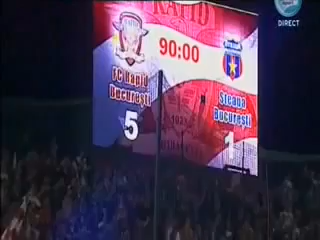 RAPID
DIRECT
90:00
FC Rapid
Bucureşti
5
Steaua
Bucureşti
1